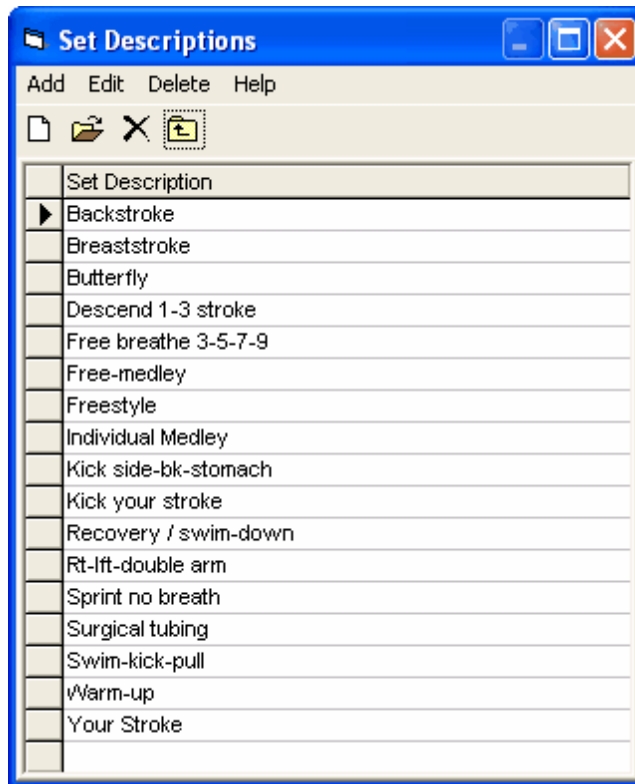 Set Descriptions
Add Edit Delete Help
Set Description
Backstroke
Breaststroke
Butterfly
Descend 1-3 stroke
Free breathe 3-5-7-9
Free-medley
Freestyle
Individual Medley
Kick side-bk-stomach
Kick your stroke
Recovery / swim-down
Rt-lft-double arm
Sprint no breath
Surgical tubing
Swim-kick-pull
Warm-up
Your Stroke